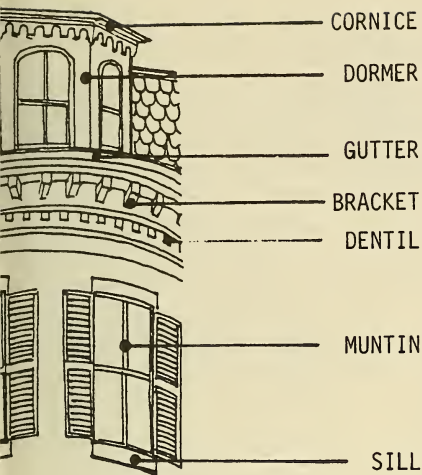 CORNICE
DORMER
GUTTER
BRACKET
DENTIL
MUNTIN
SILL